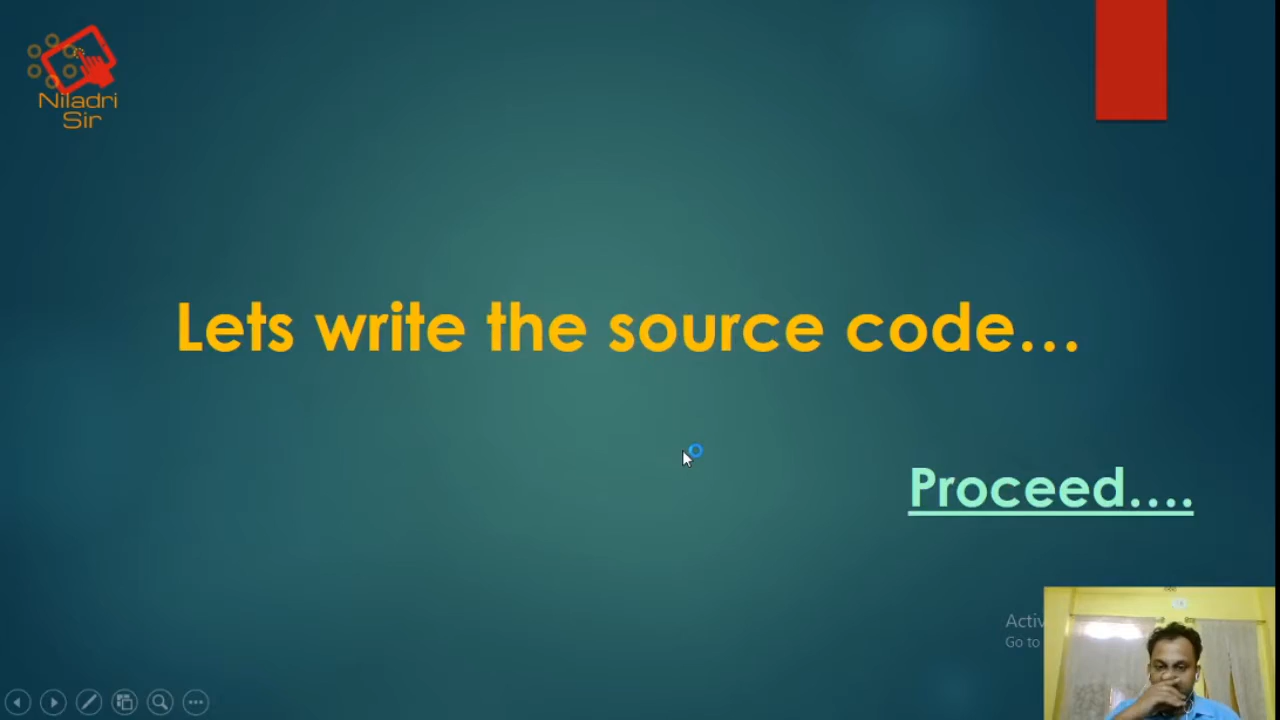 Niladri
Sir
Lets write the source code...
Proceed....
Activ
Go to